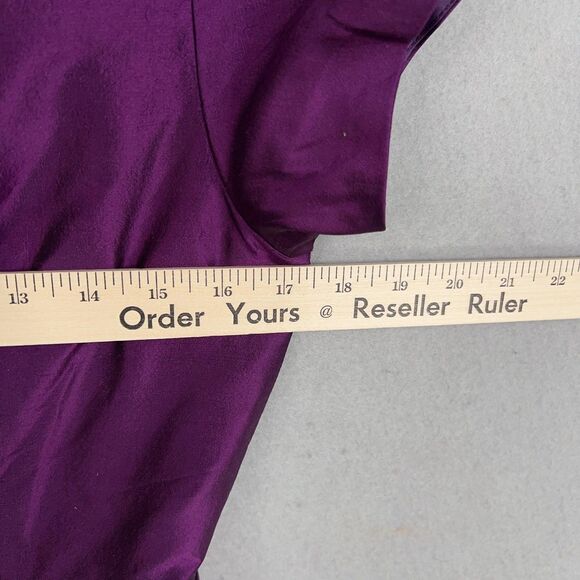 13 14 15 16 17 18 19 20 21 22
Order Yours @ Reseller Ruler